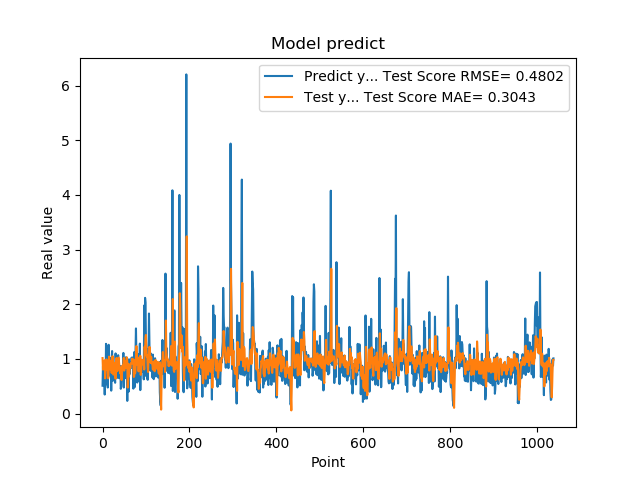 Model predict
Predict y... Test Score RMSE= 0.4802
Test y... Test Score MAE= 0.3043
6
5
4
3
2
1
0
Real value
0 200 400 600 800 1000
Point